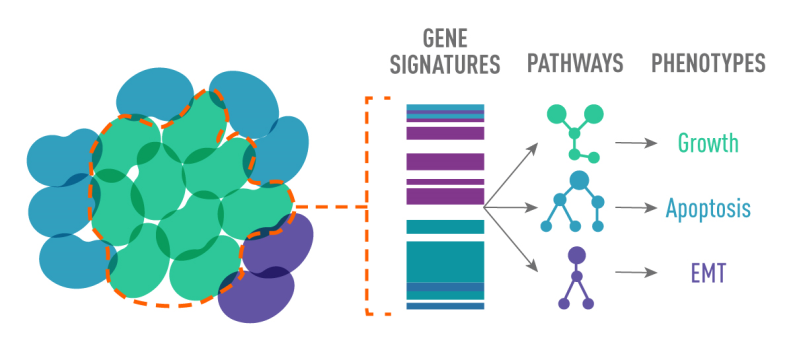 GENE
SIGNATURES
PATHWAYS
PHENOTYPES
Growth
Apoptosis
EMT